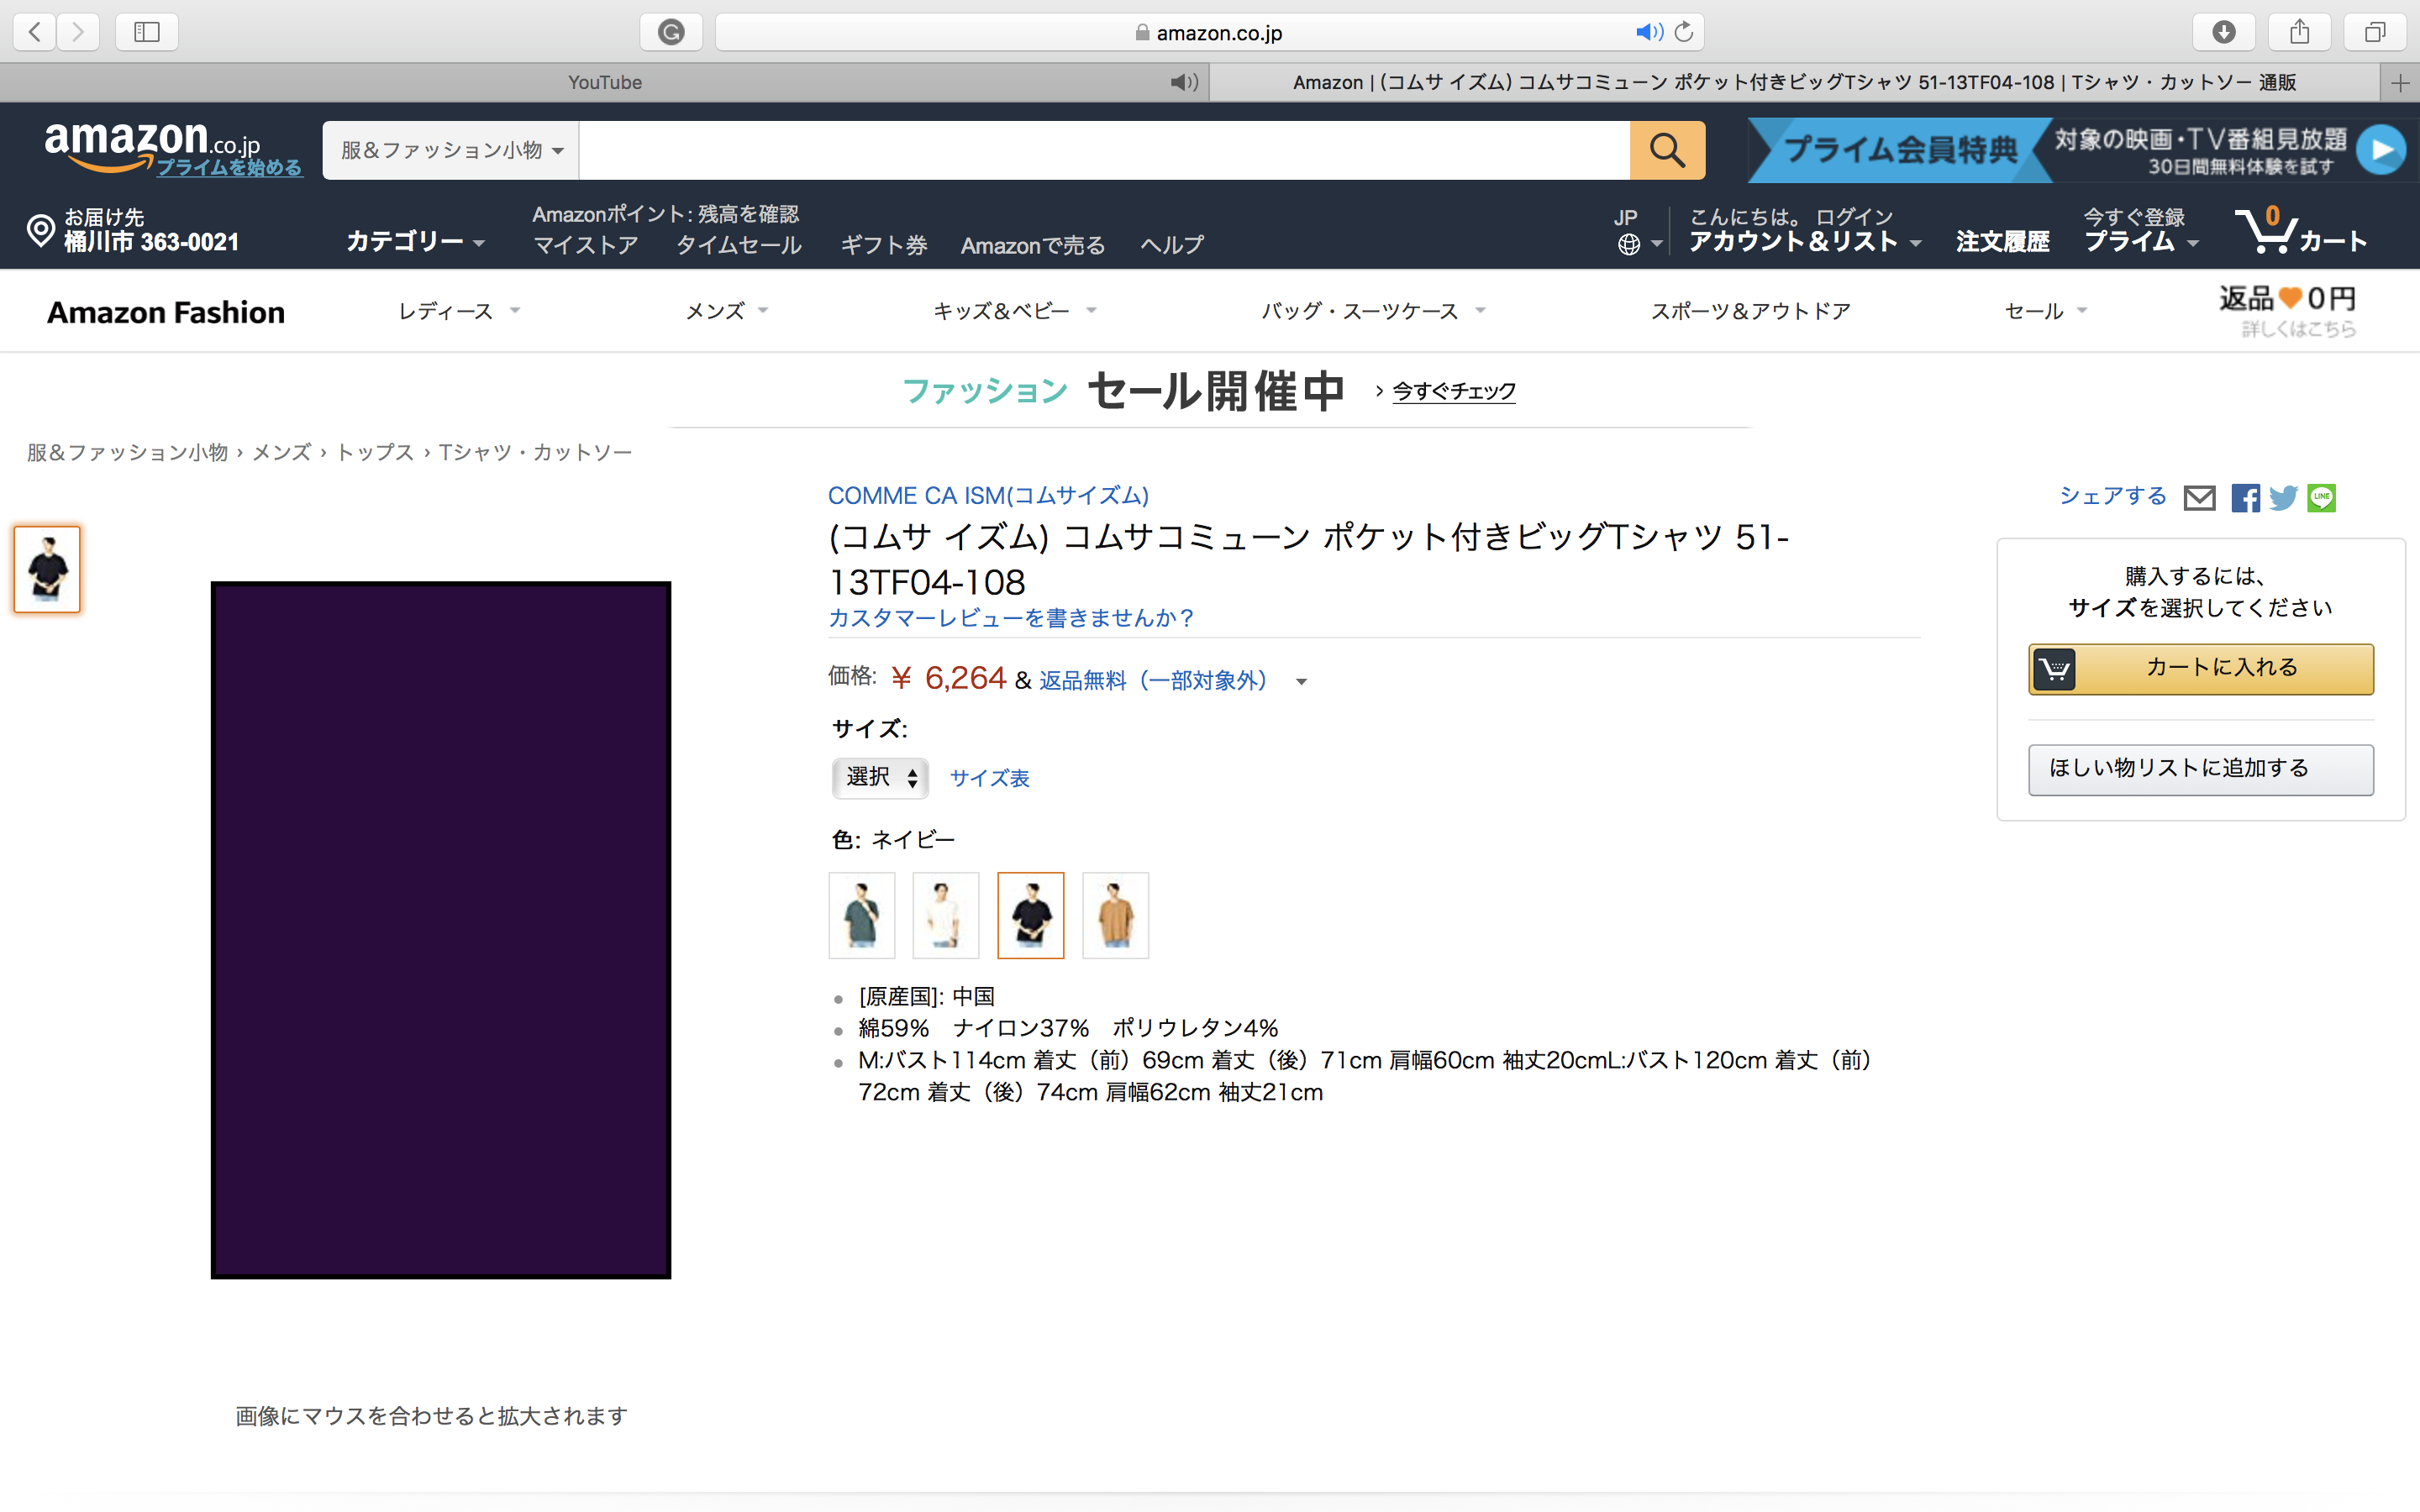 amazon.co.jp
YouTube
Amazon | (コムサ イズム) コムサコミューン ポケット付きビッグTシャツ 51-13TF04-108 | Tシャツ・カットソー 通販
amazon.co.jp
プライムを始める
服&ファッション小物
プライム会員特典
対象の映画・TV番組見放題
30日間無料体験を試す
お届け先
桶川市 363-0021
カテゴリー
Amazonポイント: 残高を確認
マイストア タイムセール ギフト券 Amazonで売る ヘルプ
JP
こんにちは。 ログイン
アカウント&リスト
注文履歴
今すぐ登録
プライム
0
カート
Amazon Fashion
レディース メンズ キッズ&ベビー バッグ・スーツケース スポーツ&アウトドア セール
返品 0円
詳しくはこちら
ファッション セール開催中 › 今すぐチェック
服&ファッション小物 › メンズ › トップス › Tシャツ・カットソー
COMME CA ISM(コムサイズム)
(コムサ イズム) コムサコミューン ポケット付きビッグTシャツ 51-
13TF04-108
カスタマーレビューを書きませんか?
価格: ¥ 6,264 & 返品無料(一部対象外)
サイズ:
選択 サイズ表
色: ネイビー
[原産国]: 中国
綿59% ナイロン37% ポリウレタン4%
M:バスト114cm 着丈(前)69cm 着丈(後)71cm 肩幅60cm 袖丈20cmL:バスト120cm 着丈(前)
72cm 着丈(後)74cm 肩幅62cm 袖丈21cm
シェアする
LINE
購入するには、
サイズを選択してください
カートに入れる
ほしい物リストに追加する
画像にマウスを合わせると拡大されます